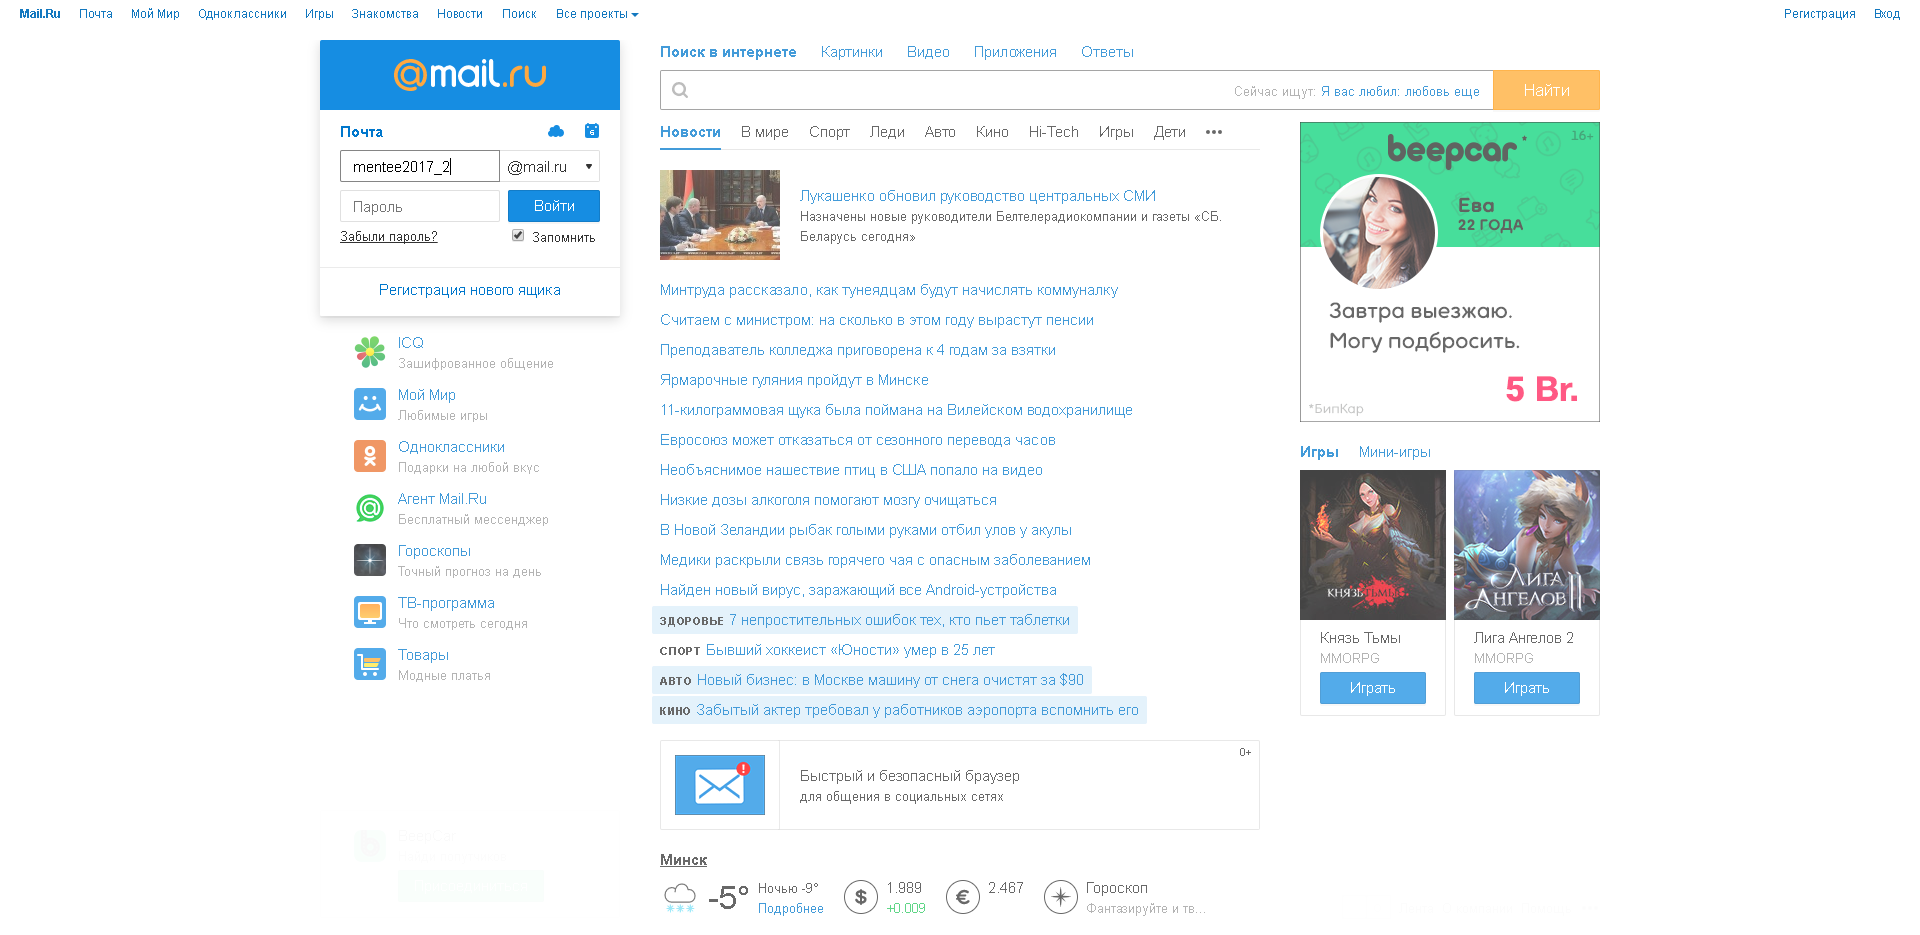 Mail.Ru Почта Мой Мир Одноклассники Игры Знакомства Новости Поиск Все проекты Регистрация Вход
@mail.ru
Почта
6
mentee2017_2 @mail.ru
Пароль Войти
Забыли пароль? Запомнить
Регистрация нового ящика
ICQ
Зашифрованное общение
Мой Мир
Любимые игры
Одноклассники
Подарки на любой вкус
Агент Mail.Ru
Бесплатный мессенджер
Гороскопы
Точный прогноз на день
ТВ-программа
Что смотреть сегодня
Товары
Модные платья
Поиск в интернете Картинки Видео Приложения Ответы
Сейчас ищут: Я вас любил: любовь еще Найти
Новости В мире Спорт Леди Авто Кино Hi-Tech Игры Дети •••
Лукашенко обновил руководство центральных СМИ
Назначены новые руководители Белтелерадиокомпании и газеты «СБ.
Беларусь сегодня»
Минтруда рассказало, как тунеядцам будут начислять коммуналку
Считаем с министром: на сколько в этом году вырастут пенсии
Преподаватель колледжа приговорена к 4 годам за взятки
Ярмарочные гуляния пройдут в Минске
11-килограммовая щука была поймана на Вилейском водохранилище
Евросоюз может отказаться от сезонного перевода часов
Необъяснимое нашествие птиц в США попало на видео
Низкие дозы алкоголя помогают мозгу очищаться
В Новой Зеландии рыбак голыми руками отбил улов у акулы
Медики раскрыли связь горячего чая с опасным заболеванием
Найден новый вирус, заражающий все Android-устройства
ЗДОРОВЬЕ 7 непростительных ошибок тех, кто пьет таблетки
СПОРТ Бывший хоккеист «Юности» умер в 25 лет
АВТО Новый бизнес: в Москве машину от снега очистят за $90
КИНО Забытый актер требовал у работников аэропорта вспомнить его
0+
Быстрый и безопасный браузер
для общения в социальных сетях
Минск
-5° Ночью -9° $ 1.989 € 2.467 Гороскоп
Подробнее +0.009 Фантазируйте и тв...
16+
beepcar*
Ева
22 ГОДА
Завтра выезжаю.
Могу подбросить.
5 Br.
*БипКар
Игры Мини-игры
КНЯЗЬ ТЬМЫ
ЛИГА АНГЕЛОВ II
Князь Тьмы Лига Ангелов 2
MMORPG MMORPG
Играть Играть